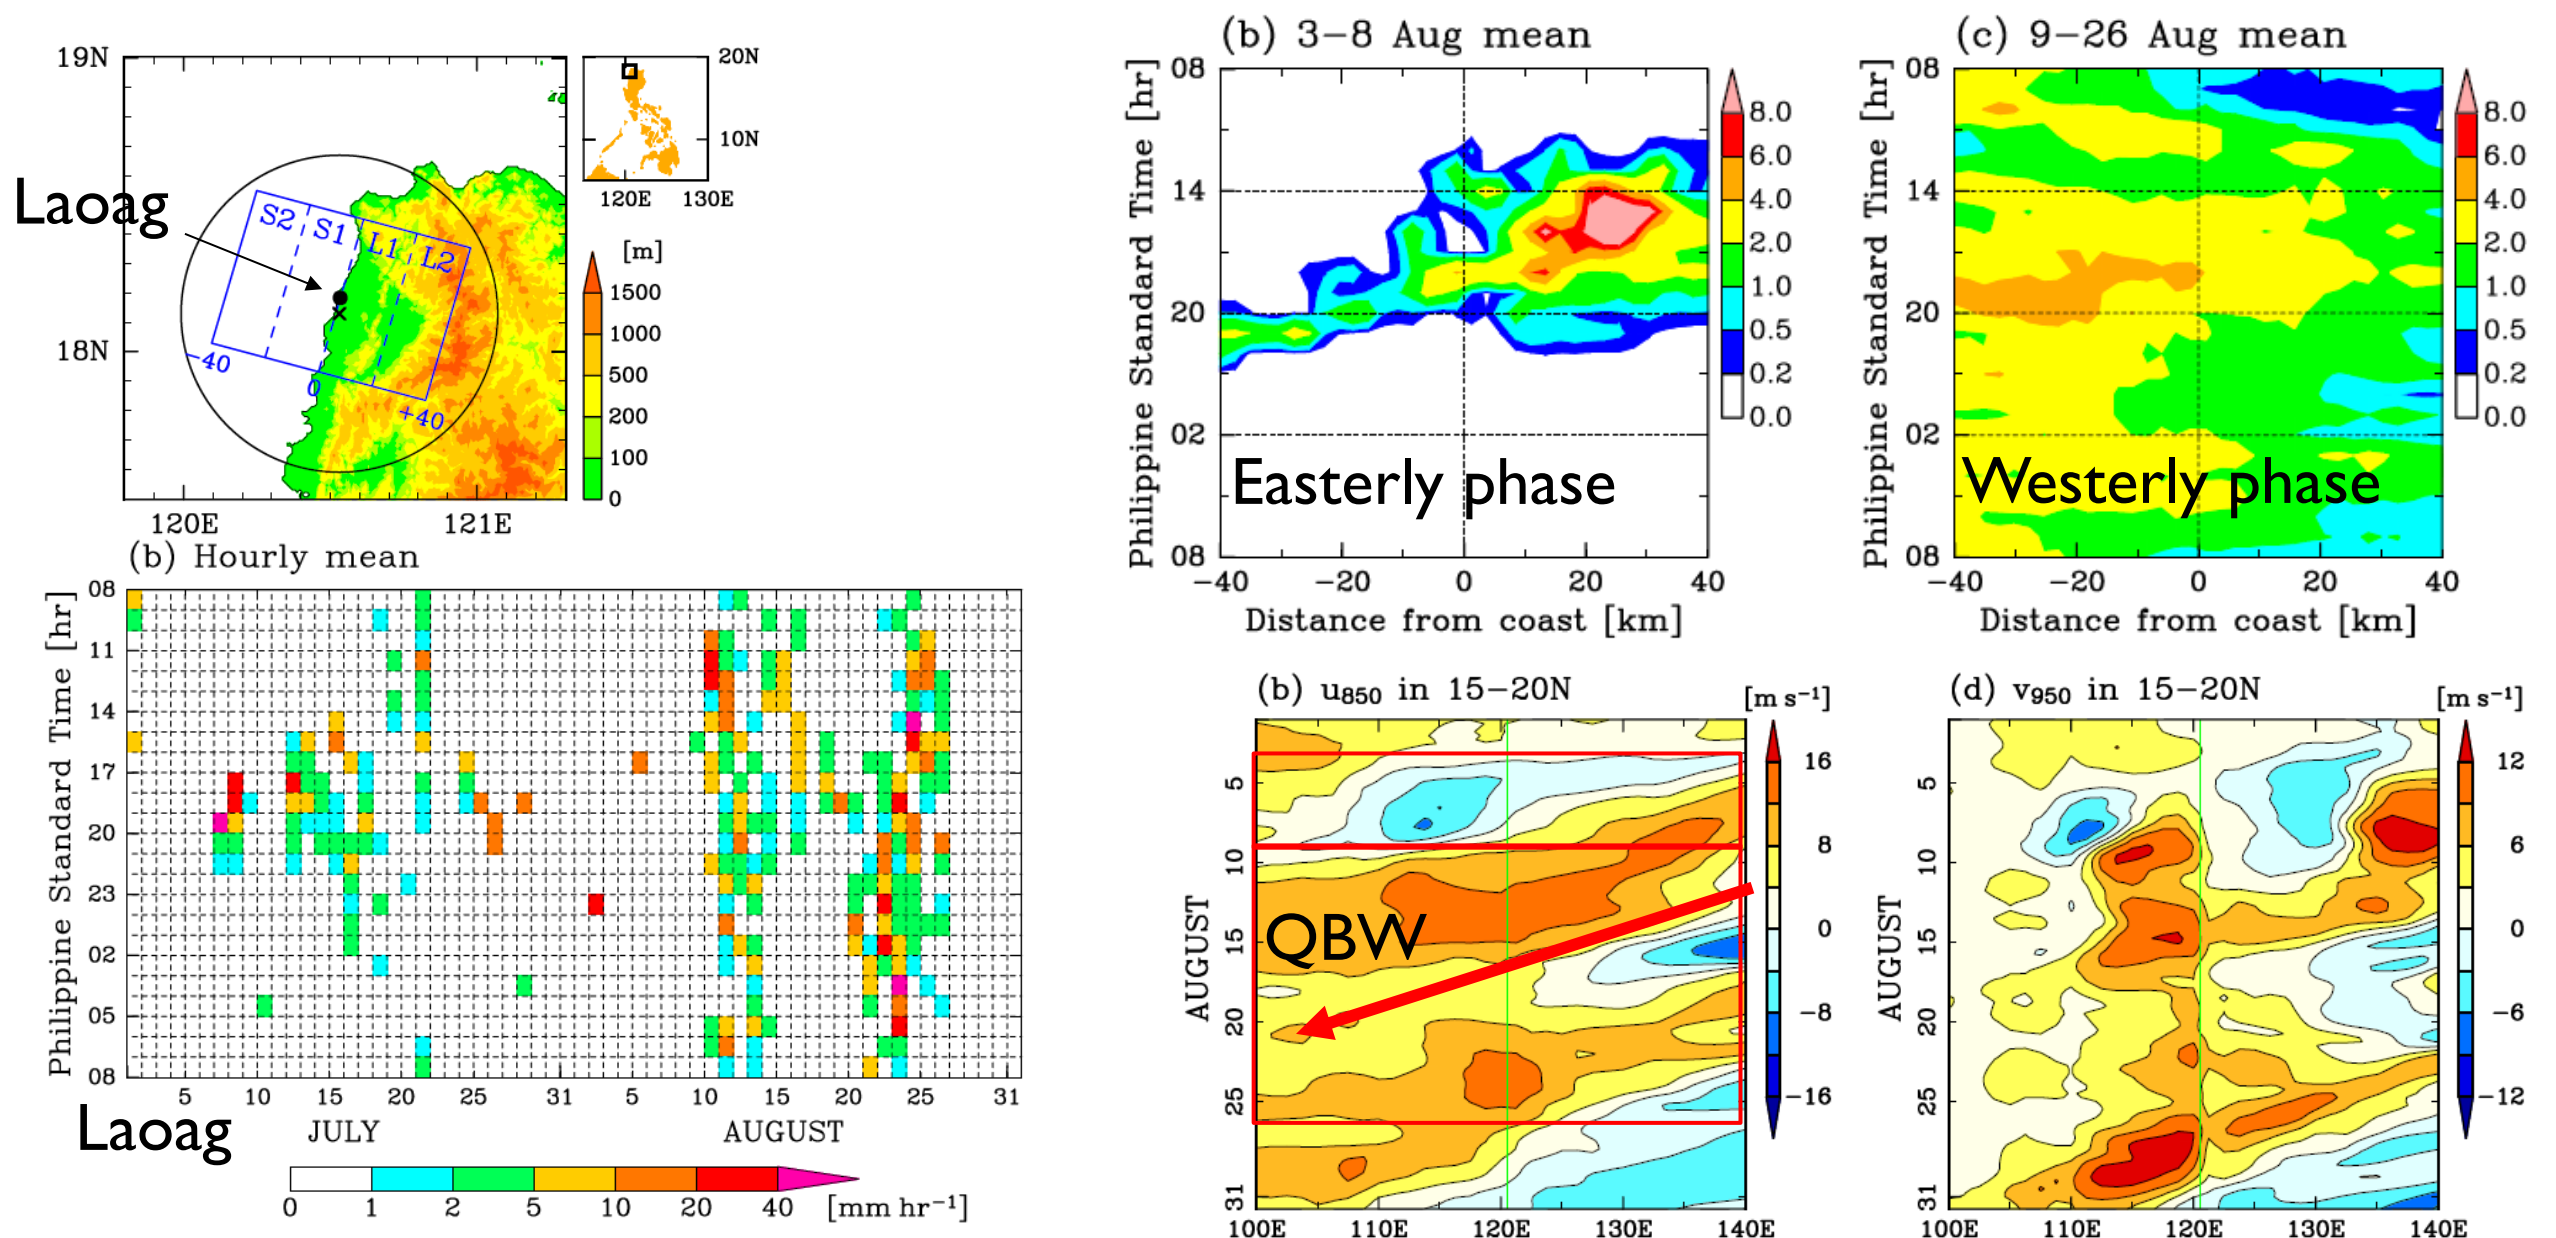 19N
18N
120E
121E
Laoag
S2
S1
L1
L2
-40
0
+40
20N
10N
120E
130E
[m]
1500
1000
500
200
100
0
(b) Hourly mean
Philippine Standard Time [hr]
08
11
14
17
20
23
02
05
08
5 10 15 20 25 31 5 10 15 20 25 31
JULY AUGUST
Laoag
0 1 2 5 10 20 40 [mm hr⁻¹]
(b) 3-8 Aug mean
Philippine Standard Time [hr]
08
14
20
02
08
Easterly phase
-40 -20 0 20 40
Distance from coast [km]
8.0
6.0
4.0
2.0
1.0
0.5
0.2
0.0
(c) 9-26 Aug mean
Philippine Standard Time [hr]
08
14
20
02
08
Westerly phase
-40 -20 0 20 40
Distance from coast [km]
8.0
6.0
4.0
2.0
1.0
0.5
0.2
0.0
(b) u₈₅₀ in 15-20N
[m s⁻¹]
AUGUST
5
10
15
20
25
31
QBW
100E 110E 120E 130E 140E
16
8
0
-8
-16
(d) v₉₅₀ in 15-20N
[m s⁻¹]
AUGUST
5
10
15
20
25
31
100E 110E 120E 130E 140E
12
6
0
-6
-12